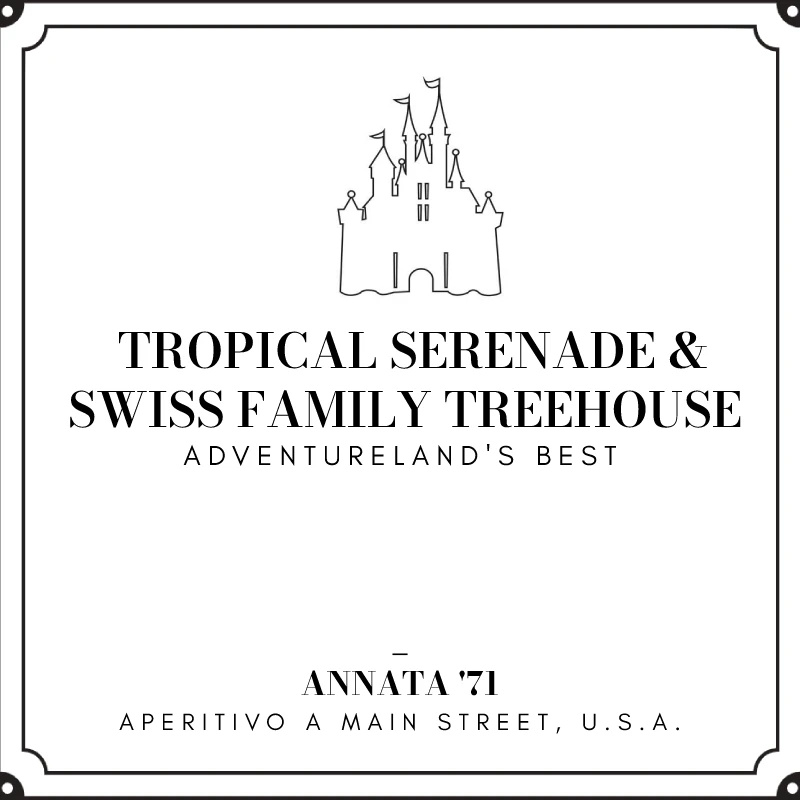 TROPICAL SERENADE &
SWISS FAMILY TREEHOUSE
ADVENTURELAND'S BEST
–
ANNATA '71
APERITIVO A MAIN STREET, U.S.A.